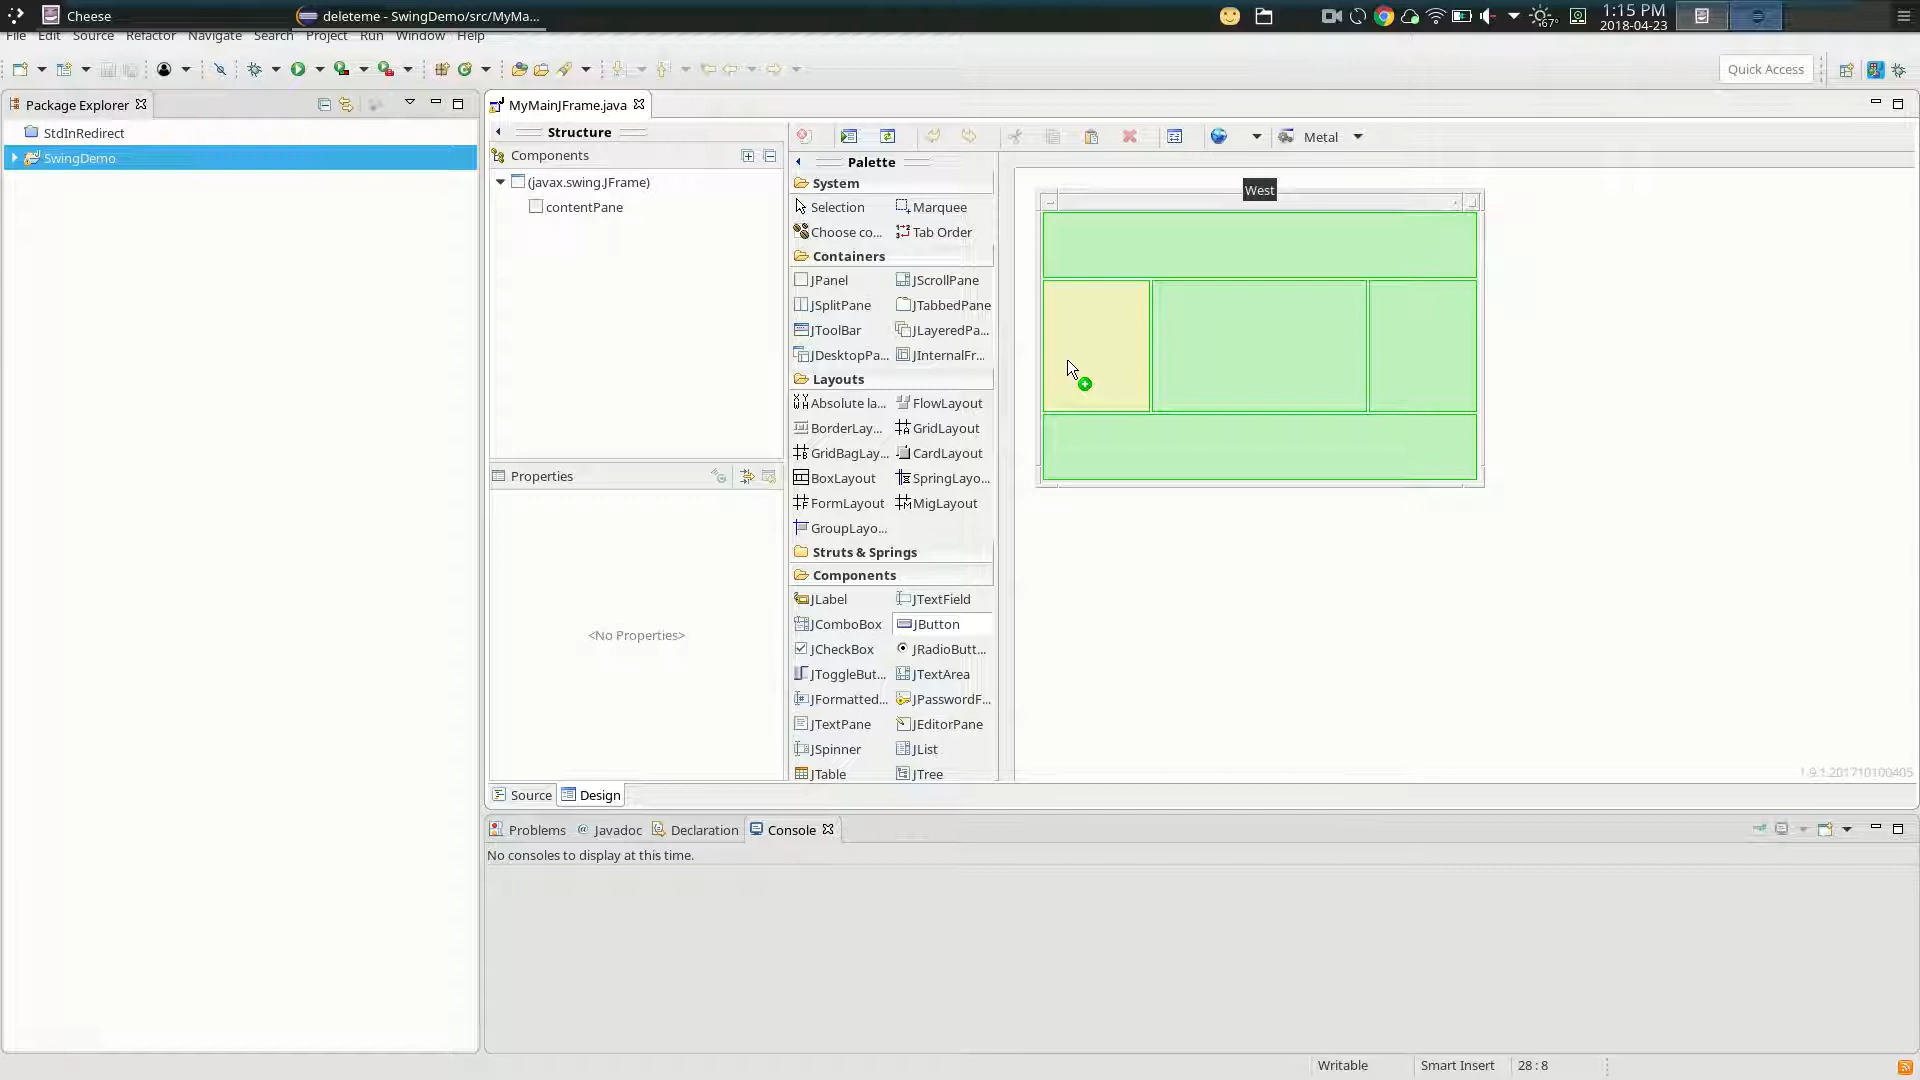 Cheese deleteme - SwingDemo/src/MyMa... 67° 1:15 PM
2018-04-23
File Edit Source Refactor Navigate Search Project Run Window Help
Quick Access
Package Explorer
StdInRedirect
SwingDemo
MyMainJFrame.java
Structure
Components
(javax.swing.JFrame)
contentPane
Properties
<No Properties>
Metal
Palette
System
Selection Marquee
Choose co... Tab Order
Containers
JPanel JScrollPane
JSplitPane JTabbedPane
JToolBar JLayeredPa...
JDesktopPa... JInternalFr...
Layouts
Absolute la... FlowLayout
BorderLay... GridLayout
GridBagLay... CardLayout
BoxLayout SpringLayo...
FormLayout MigLayout
GroupLayo...
Struts & Springs
Components
JLabel JTextField
JComboBox JButton
JCheckBox JRadioButt...
JToggleBut... JTextArea
JFormatted... JPasswordF...
JTextPane JEditorPane
JSpinner JList
JTable JTree
West
1.9.1.201710100405
Source Design
Problems Javadoc Declaration Console
No consoles to display at this time.
Writable Smart Insert 28 : 8